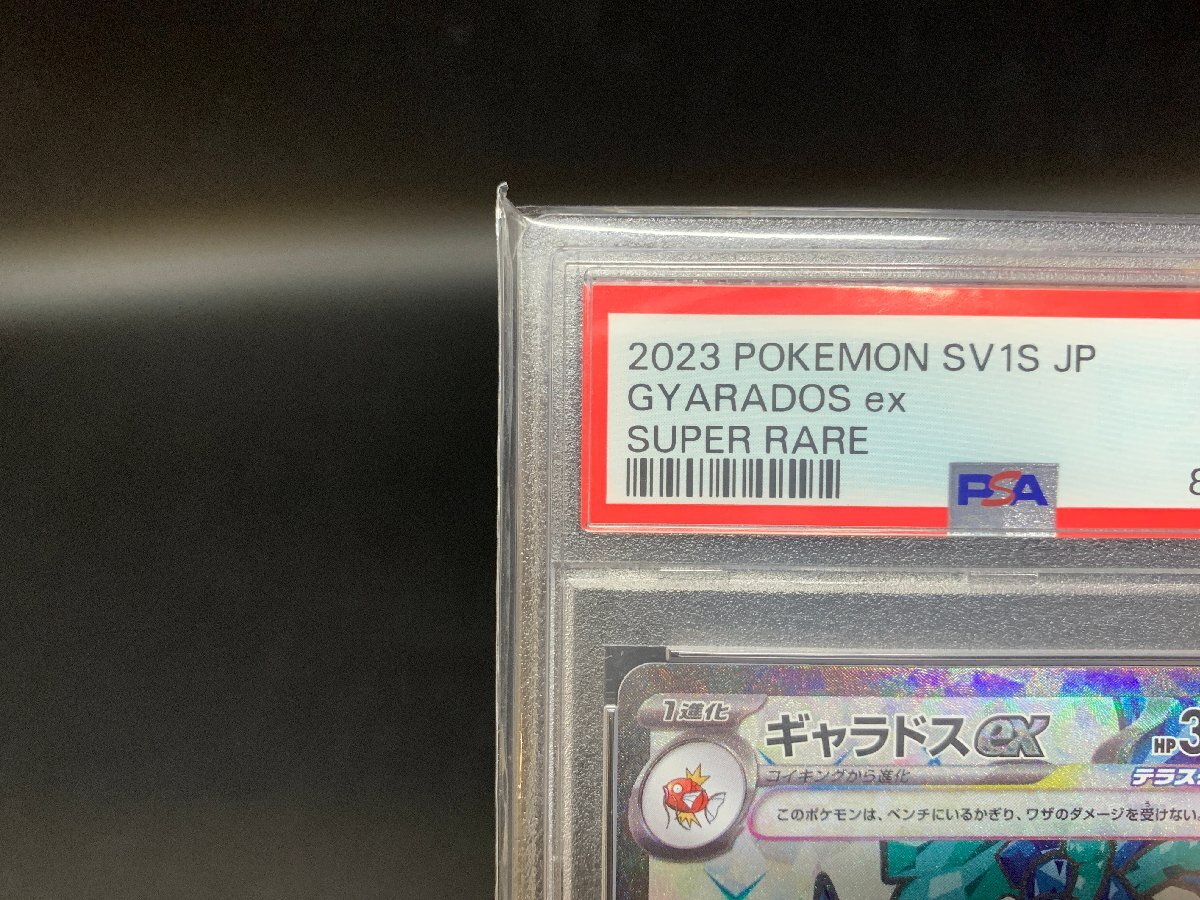 2023 POKEMON SV1S JP
GYARADOS ex
SUPER RARE
PSA
1進化
ギャラドスex
HP
コイキングから進化
このポケモンは、ベンチにいるかぎり、ワザのダメージを受けない。